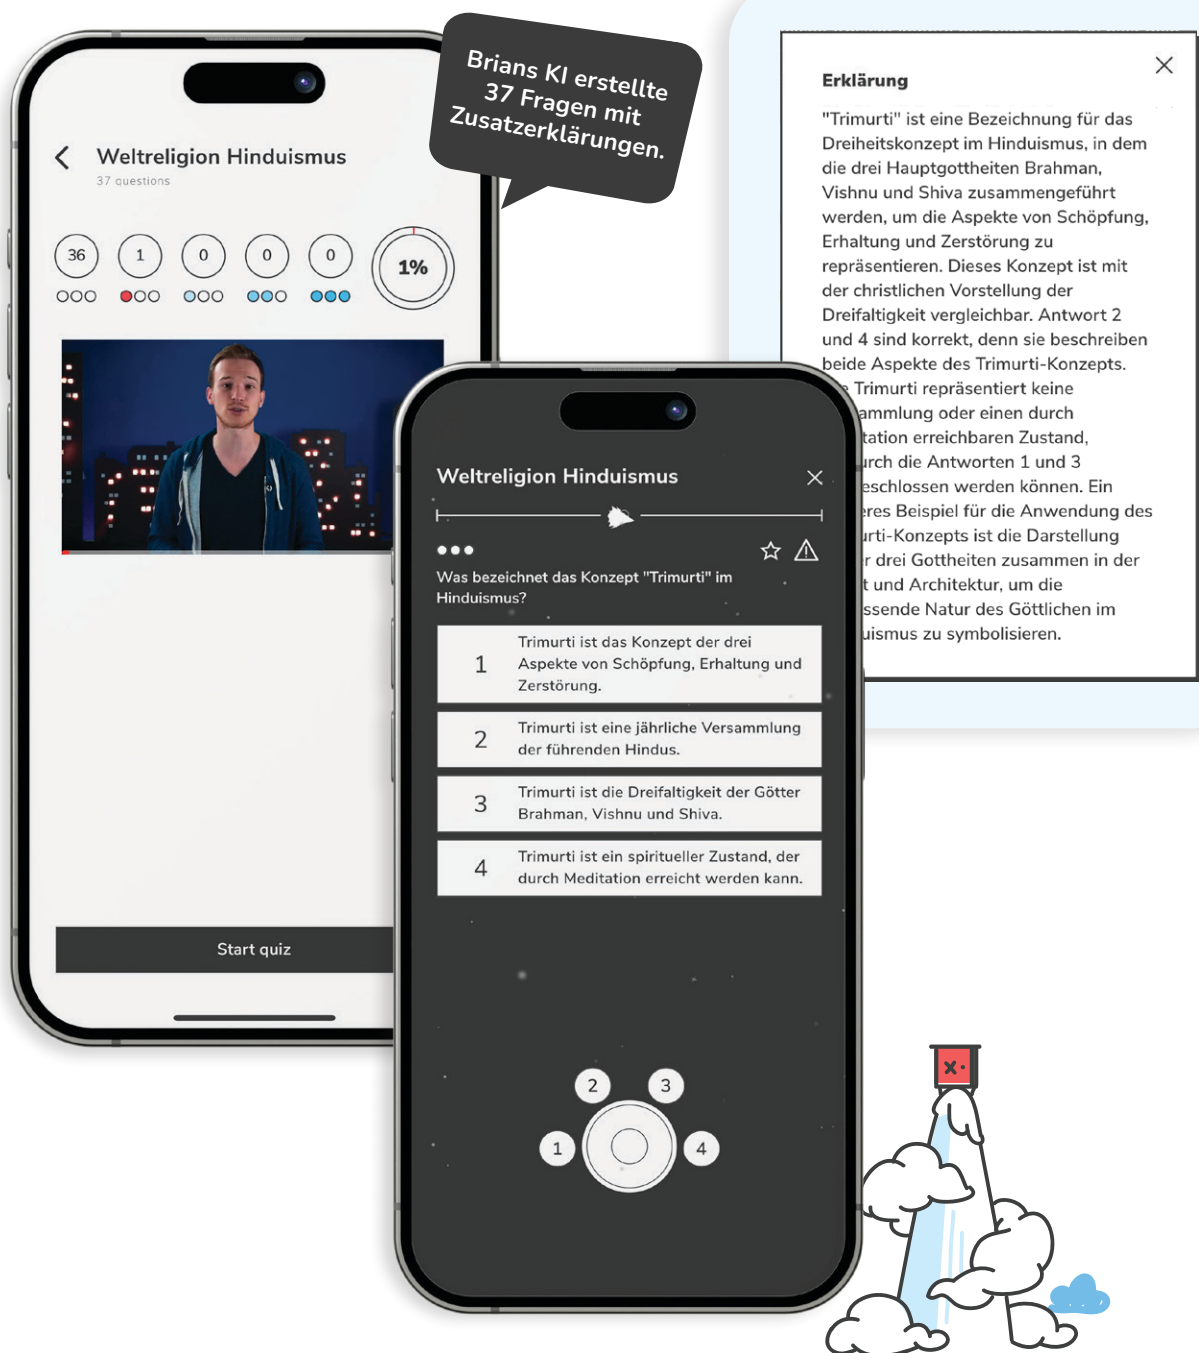 Brians KI erstellte
37 Fragen mit
Zusatzerklärungen.
Weltreligion Hinduismus
37 questions
36 1 0 0 0 1%
Start quiz
Weltreligion Hinduismus
Was bezeichnet das Konzept "Trimurti" im
Hinduismus?
1 Trimurti ist das Konzept der drei
Aspekte von Schöpfung, Erhaltung und
Zerstörung.
2 Trimurti ist eine jährliche Versammlung
der führenden Hindus.
3 Trimurti ist die Dreifaltigkeit der Götter
Brahman, Vishnu und Shiva.
4 Trimurti ist ein spiritueller Zustand, der
durch Meditation erreicht werden kann.
2 3
1 4
Erklärung
"Trimurti" ist eine Bezeichnung für das
Dreiheitskonzept im Hinduismus, in dem
die drei Hauptgottheiten Brahman,
Vishnu und Shiva zusammengeführt
werden, um die Aspekte von Schöpfung,
Erhaltung und Zerstörung zu
repräsentieren. Dieses Konzept ist mit
der christlichen Vorstellung der
Dreifaltigkeit vergleichbar. Antwort 2
und 4 sind korrekt, denn sie beschreiben
beide Aspekte des Trimurti-Konzepts.
Trimurti repräsentiert keine
oder einen durch
erreichbaren Zustand,
die Antworten 1 und 3
werden können. Ein
Beispiel für die Anwendung des
ist die Darstellung
drei Gottheiten zusammen in der
und Architektur, um die
Natur des Göttlichen im
zu symbolisieren.
x